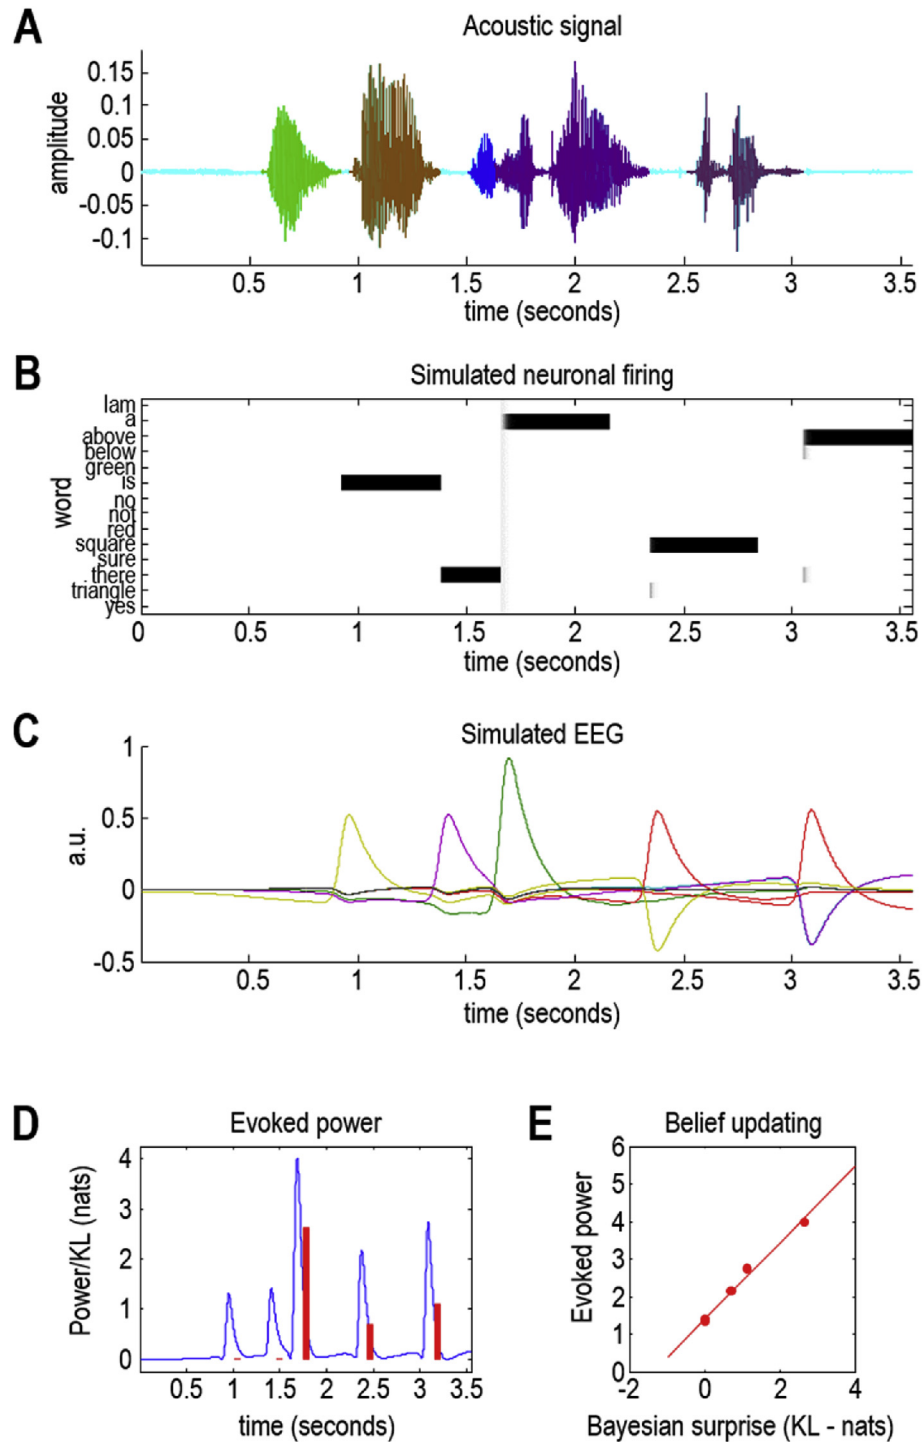 A
Acoustic signal
amplitude
0.15
0.1
0.05
0
-0.05
-0.1
0.5 1 1.5 2 2.5 3 3.5
time (seconds)
B
Simulated neuronal firing
word
Iam
a
above
below
green
is
no
not
red
square
sure
there
triangle
yes
0 1 1.5 2 2.5 3 3.5
time (seconds)
C
Simulated EEG
a.u.
1
0.5
0
-0.5
0.5 1 1.5 2 2.5 3 3.5
time (seconds)
D
Evoked power
Power/KL (nats)
4
3
2
1
0
0.5 1 1.5 2 2.5 3 3.5
time (seconds)
E
Belief updating
Evoked power
6
5
4
3
2
1
0
-2 0 2 4
Bayesian surprise (KL - nats)